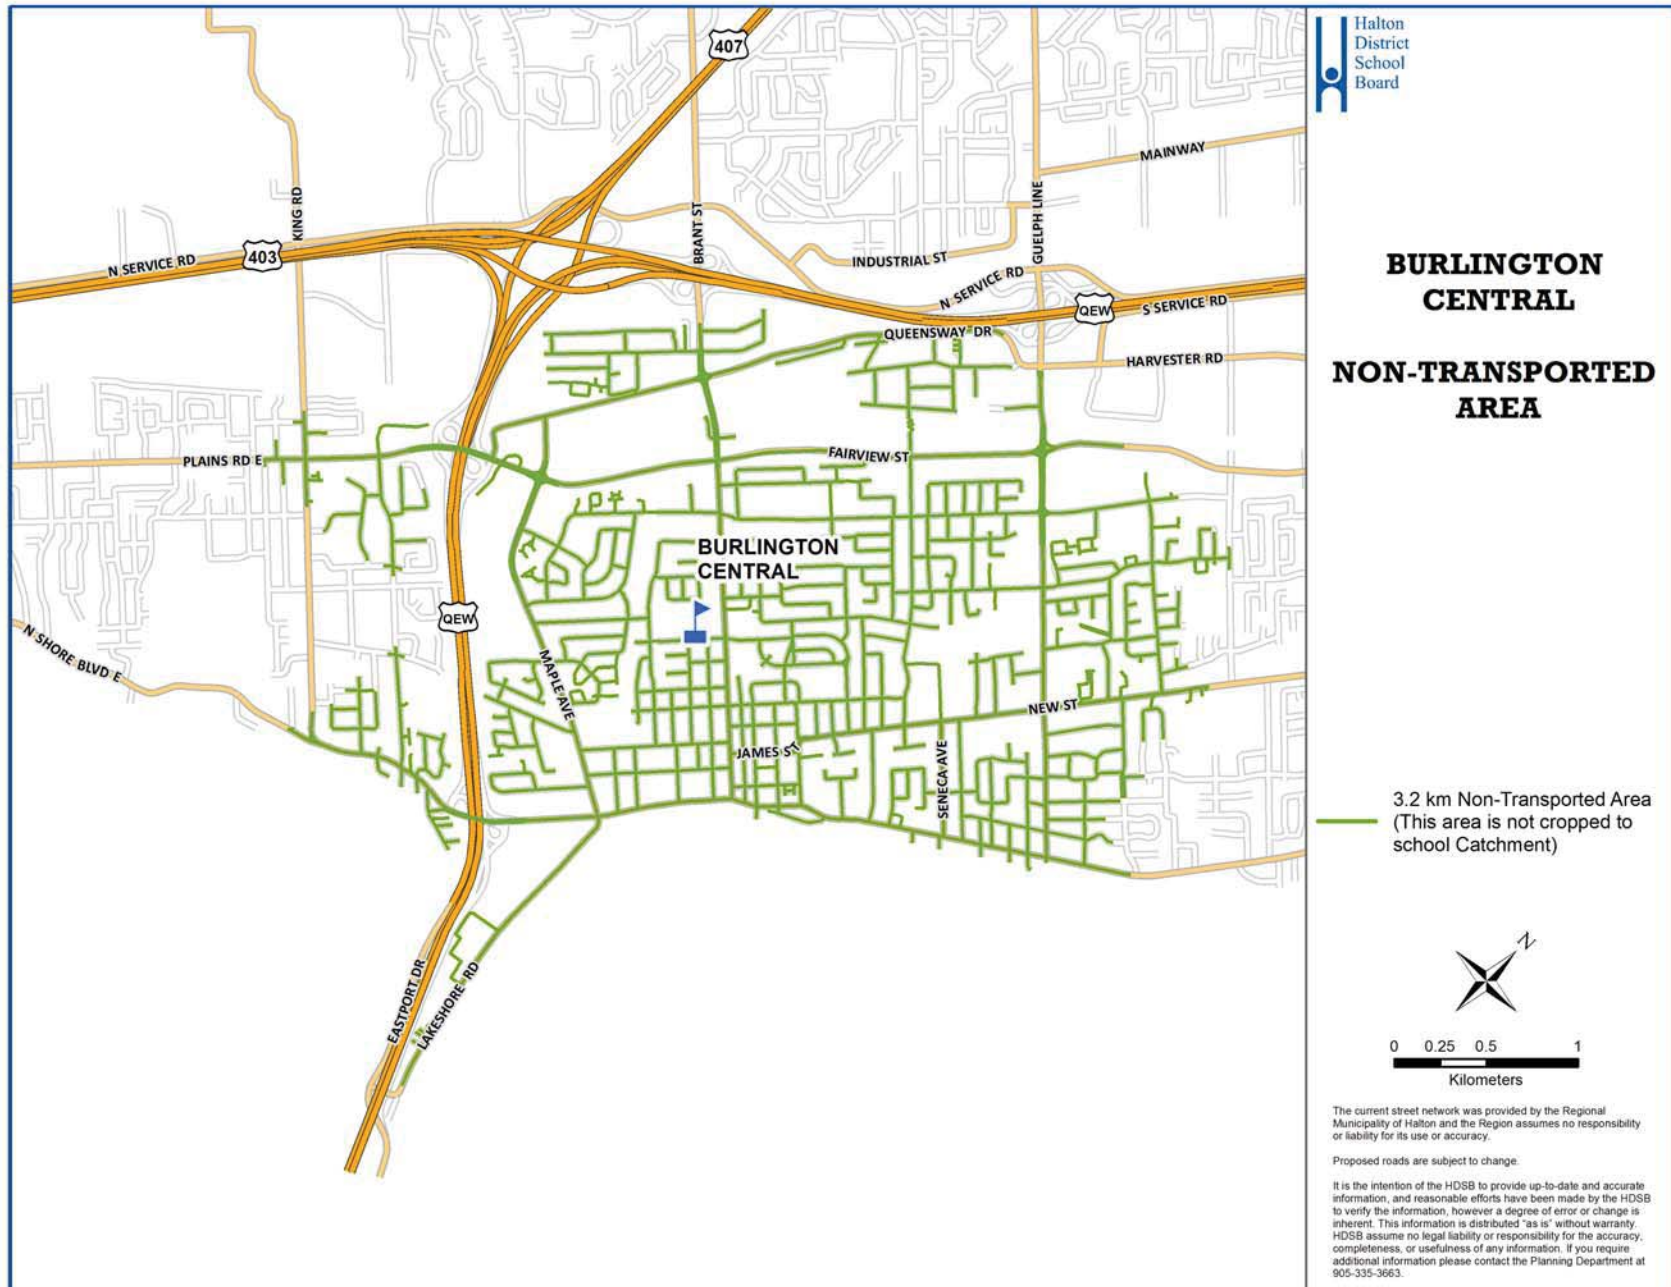 407
MAINWAY
KING RD
BRANT ST
GUELPH LINE
N SERVICE RD
403
INDUSTRIAL ST
N SERVICE RD
QEW
S SERVICE RD
QUEENSWAY DR
HARVESTER RD
PLAINS RD E
FAIRVIEW ST
BURLINGTON
CENTRAL
QEW
N SHORE BLVD E
MAPLE AVE
NEW ST
JAMES ST
SENECA AVE
EASTPORT DR
LAKESHORE RD
Halton
District
School
Board
BURLINGTON
CENTRAL
NON-TRANSPORTED
AREA
3.2 km Non-Transported Area
(This area is not cropped to
school Catchment)
N
0 0.25 0.5 1
Kilometers
The current street network was provided by the Regional
Municipality of Halton and the Region assumes no responsibility
or liability for its use or accuracy.
Proposed roads are subject to change.
It is the intention of the HDSB to provide up-to-date and accurate
information, and reasonable efforts have been made by the HDSB
to verify the information, however a degree of error or change is
inherent. This information is distributed "as is" without warranty.
HDSB assume no legal liability or responsibility for the accuracy,
completeness, or usefulness of any information. If you require
additional information please contact the Planning Department at
905-335-3663.